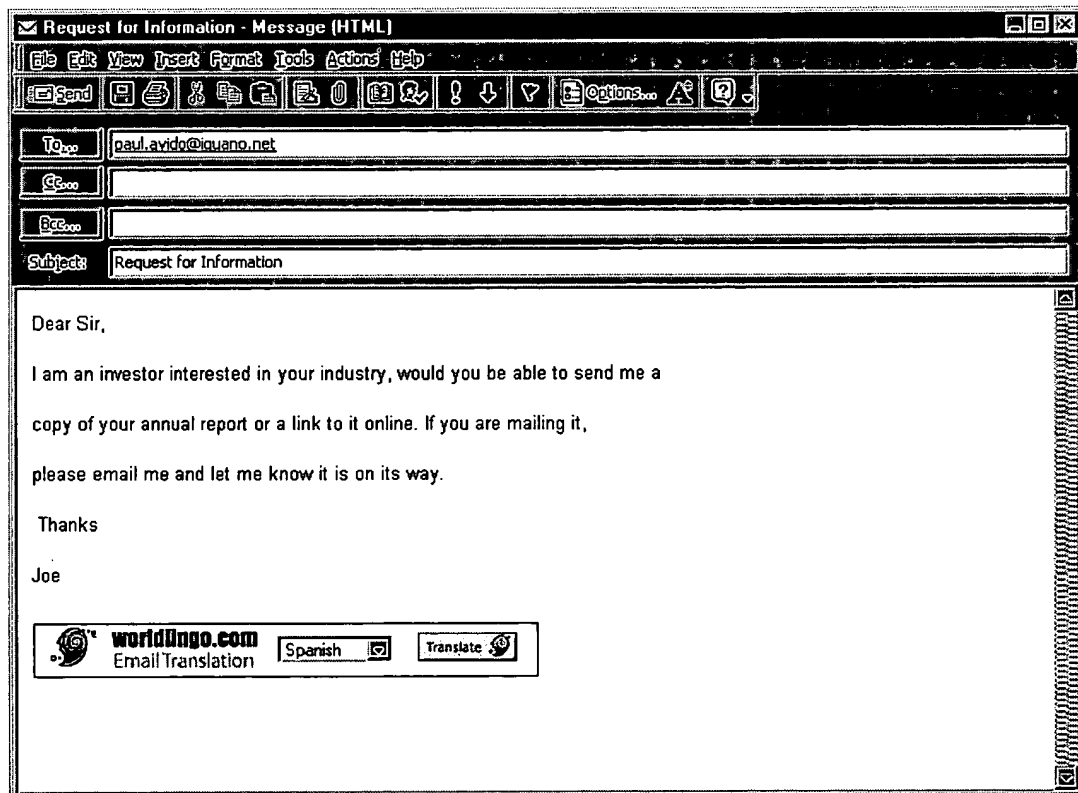 Request for Information - Message (HTML)
File Edit View Insert Format Tools Actions Help
Send Options...
To... paul.avido@iguano.net
Cc...
Bcc...
Subject: Request for Information
Dear Sir,
I am an investor interested in your industry, would you be able to send me a
copy of your annual report or a link to it online. If you are mailing it,
please email me and let me know it is on its way.
Thanks
Joe
worldlingo.com
Email Translation Spanish Translate